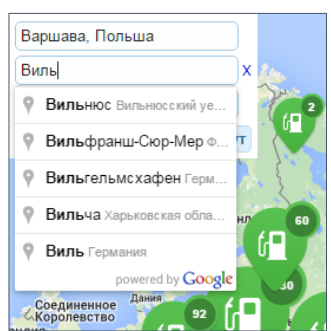 Варшава, Польша
Виль
X
Вильнюс Вильнюсский уе...
Вильфранш-Сюр-Мер Ф...
Вильгельмсхафен Герм...
Вильча Харьковская обла...
Виль Германия
powered by Google
2
ут
60
30
92
Соединенное
Королевство
Дания